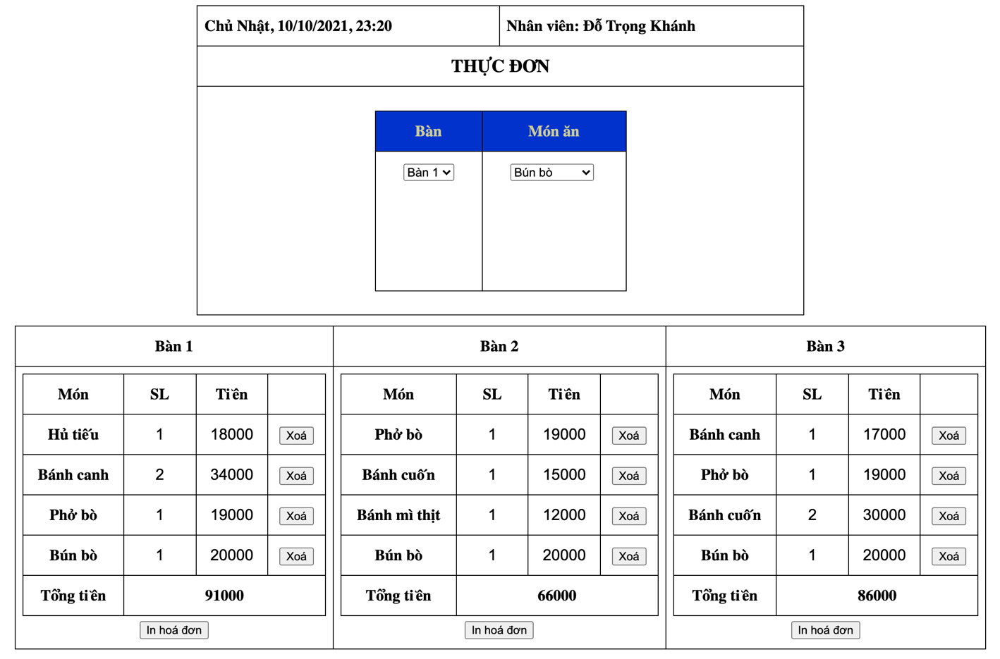 Chủ Nhật, 10/10/2021, 23:20 Nhân viên: Đỗ Trọng Khánh
THỰC ĐƠN
Bàn Món ăn
Bàn 1 Bún bò
Bàn 1 Bàn 2 Bàn 3
Món SL Tiền Món SL Tiền Món SL Tiền
Hủ tiếu 1 18000 Xoá Phở bò 1 19000 Xoá Bánh canh 1 17000 Xoá
Bánh canh 2 34000 Xoá Bánh cuốn 1 15000 Xoá Phở bò 1 19000 Xoá
Phở bò 1 19000 Xoá Bánh mì thịt 1 12000 Xoá Bánh cuốn 2 30000 Xoá
Bún bò 1 20000 Xoá Bún bò 1 20000 Xoá Bún bò 1 20000 Xoá
Tổng tiền 91000 Tổng tiền 66000 Tổng tiền 86000
In hoá đơn In hoá đơn In hoá đơn